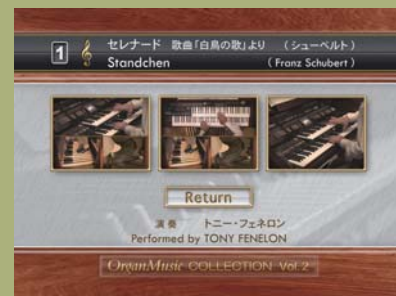 1 セレナード 歌曲「白鳥の歌」より (シューベルト)
Standchen (Franz Schubert)
Return
演奏 トニー・フェネロン
Performed by TONY FENELON
OrganMusic COLLECTION Vol.2